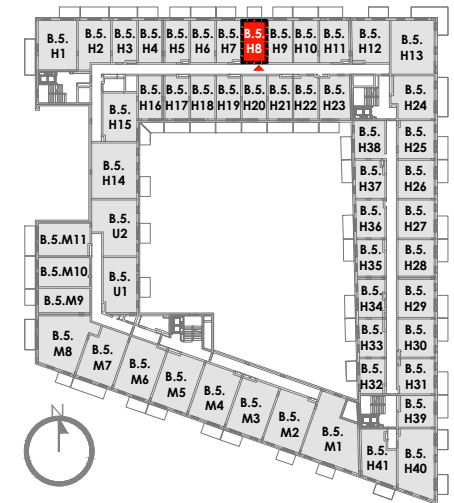 B.5.
H1
B.5.
H2
B.5.
H3
B.5.
H4
B.5.
H5
B.5.
H6
B.5.
H7
B.5.
H8
B.5.
H9
B.5.
H10
B.5.
H11
B.5.
H12
B.5.
H13
B.5.
H16
B.5.
H17
B.5.
H18
B.5.
H19
B.5.
H20
B.5.
H21
B.5.
H22
B.5.
H23
B.5.
H24
B.5.
H15
B.5.
H38
B.5.
H25
B.5.
H14
B.5.
H37
B.5.
H26
B.5.
U2
B.5.
H36
B.5.
H27
B.5.M11
B.5.
H35
B.5.
H28
B.5.M10
B.5.
U1
B.5.
H34
B.5.
H29
B.5.M9
B.5.
M8
B.5.
M7
B.5.
H33
B.5.
H30
B.5.
M6
B.5.
M5
B.5.
M4
B.5.
H32
B.5.
H31
B.5.
M3
B.5.
M2
B.5.
M1
B.5.
H39
B.5.
H41
B.5.
H40
N